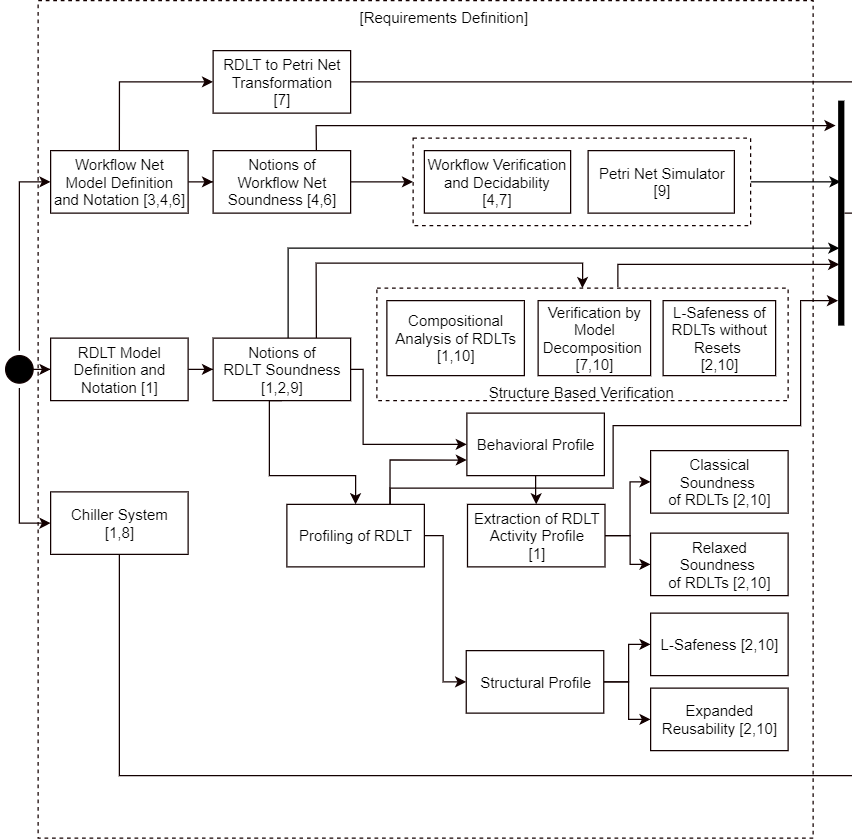 [Requirements Definition]
RDLT to Petri Net
Transformation
[7]
Workflow Net
Model Definition
and Notation [3,4,6]
Notions of
Workflow Net
Soundness [4,6]
Workflow Verification
and Decidability
[4,7]
Petri Net Simulator
[9]
Compositional
Analysis of RDLTs
[1,10]
Verification by
Model
Decomposition
[7,10]
L-Safeness of
RDLTs without
Resets
[2,10]
Structure Based Verification
RDLT Model
Definition and
Notation [1]
Notions of
RDLT Soundness
[1,2,9]
Behavioral Profile
Classical
Soundness
of RDLTs [2,10]
Chiller System
[1,8]
Profiling of RDLT
Extraction of RDLT
Activity Profile
[1]
Relaxed
Soundness
of RDLTs [2,10]
L-Safeness [2,10]
Structural Profile
Expanded
Reusability [2,10]